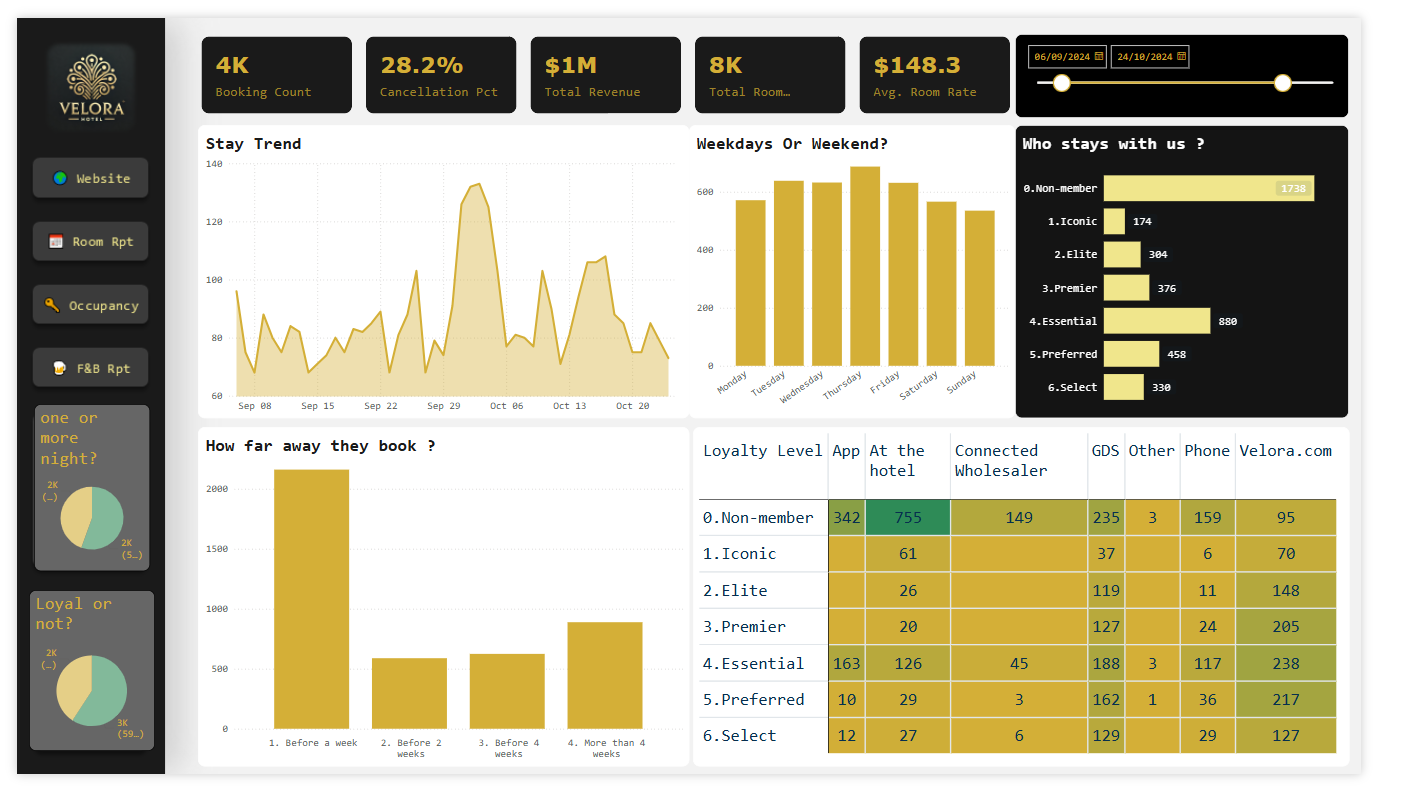 VELORA
HOTEL
Website
Room Rpt
Occupancy
F&B Rpt
one or
more
night?
2K
(…)
2K
(5…)
Loyal or
not?
2K
(…)
3K
(59…)
4K
Booking Count
28.2%
Cancellation Pct
$1M
Total Revenue
8K
Total Room…
$148.3
Avg. Room Rate
06/09/2024
24/10/2024
Stay Trend
140
120
100
80
60
Sep 08
Sep 15
Sep 22
Sep 29
Oct 06
Oct 13
Oct 20
Weekdays Or Weekend?
600
400
200
0
Monday
Tuesday
Wednesday
Thursday
Friday
Saturday
Sunday
Who stays with us ?
0.Non-member 1738
1.Iconic 174
2.Elite 304
3.Premier 376
4.Essential 880
5.Preferred 458
6.Select 330
How far away they book ?
2000
1500
1000
500
0
1. Before a week
2. Before 2
weeks
3. Before 4
weeks
4. More than 4
weeks
Loyalty Level App At the Connected GDS Other Phone Velora.com
hotel Wholesaler
0.Non-member 342 755 149 235 3 159 95
1.Iconic 61 37 6 70
2.Elite 26 119 11 148
3.Premier 20 127 24 205
4.Essential 163 126 45 188 3 117 238
5.Preferred 10 29 3 162 1 36 217
6.Select 12 27 6 129 29 127